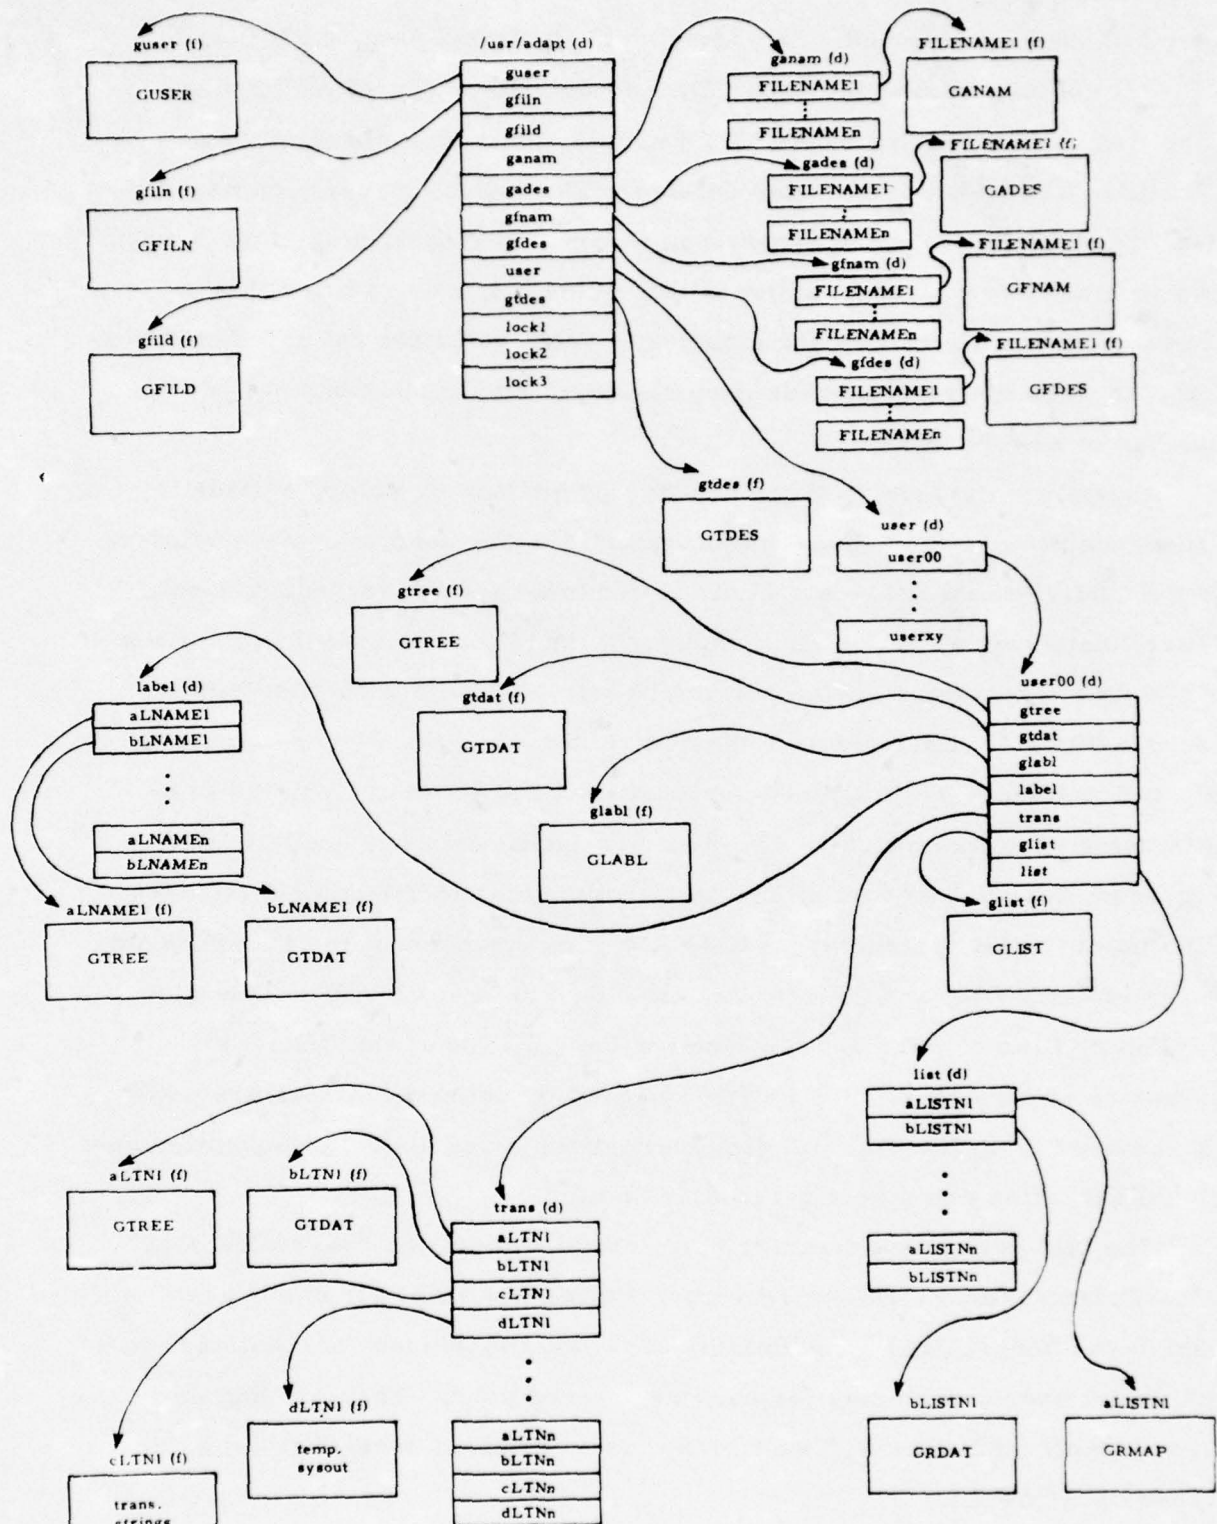 guser (f)
GUSER
gfiln (f)
GFILN
gfild (f)
GFILD
/usr/adapt (d)
guser
gfiln
gfild
ganam
gades
gfnam
gfdes
user
gtdes
lock1
lock2
lock3
ganam (d)
FILENAME1
FILENAMEn
FILENAME1 (f)
GANAM
gades (d)
FILENAME1
FILENAMEn
FILENAME1 (f)
GADES
gfnam (d)
FILENAME1
FILENAMEn
FILENAME1 (f)
GFNAM
gfdes (d)
FILENAME1
FILENAMEn
FILENAME1 (f)
GFDES
gtdes (f)
GTDES
user (d)
user00
userxy
gtree (f)
GTREE
gtdat (f)
GTDAT
glabl (f)
GLABL
user00 (d)
gtree
gtdat
glabl
label
trans
glist
list
glist (f)
GLIST
label (d)
aLNAME1
bLNAME1
aLNAMEn
bLNAMEn
aLNAME1 (f)
GTREE
bLNAME1 (f)
GTDAT
list (d)
aLISTN1
bLISTN1
aLISTNn
bLISTNn
bLISTN1
GRDAT
aLISTN1
GRMAP
aLTN1 (f)
GTREE
bLTN1 (f)
GTDAT
trans (d)
aLTN1
bLTN1
cLTN1
dLTN1
aLTNn
bLTNn
cLTNn
dLTNn
dLTN1 (f)
temp.
sysout
cLTN1 (f)
trans.
strings